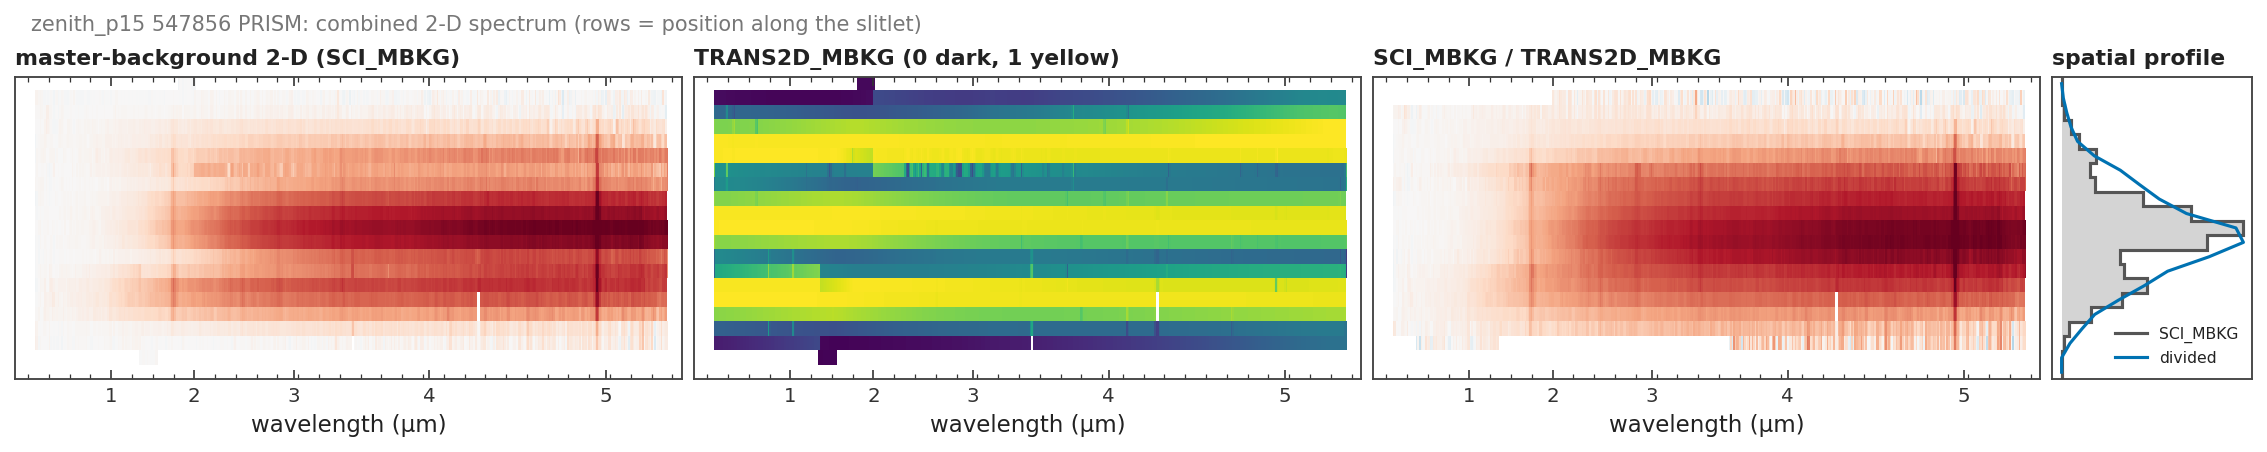 zenith_p15 547856 PRISM: combined 2-D spectrum (rows = position along the slitlet)
master-background 2-D (SCI_MBKG)
TRANS2D_MBKG (0 dark, 1 yellow)
SCI_MBKG / TRANS2D_MBKG
spatial profile
SCI_MBKG
divided
1 2 3 4 5
1 2 3 4 5
1 2 3 4 5
wavelength (µm)
wavelength (µm)
wavelength (µm)